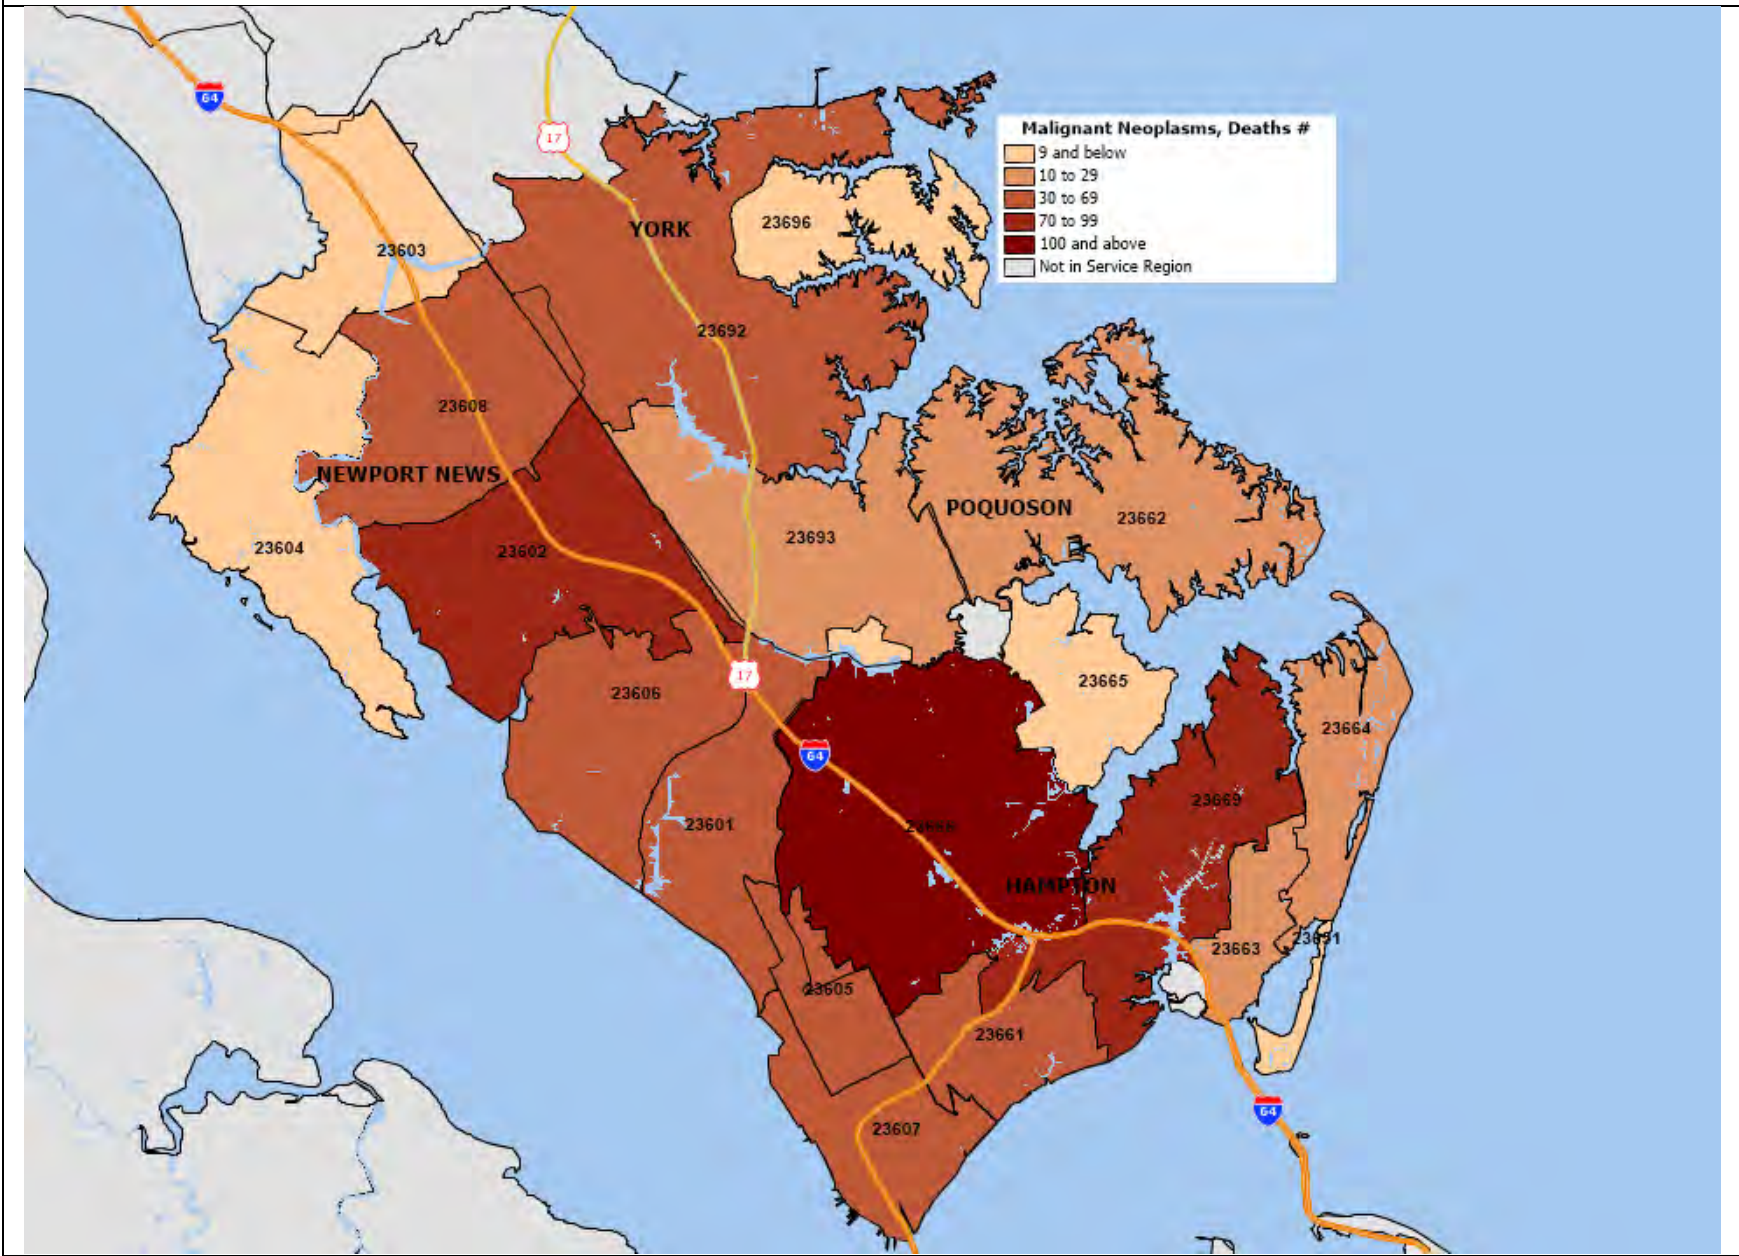 64
17
Malignant Neoplasms, Deaths #
9 and below
10 to 29
30 to 69
70 to 99
100 and above
Not in Service Region
23696
YORK
23603
23692
23608
NEWPORT NEWS
POQUOSON
23662
23693
23604
23602
23665
17
23606
23664
64
23669
23601
23666
HAMPTON
23663
23651
23605
23661
64
23607